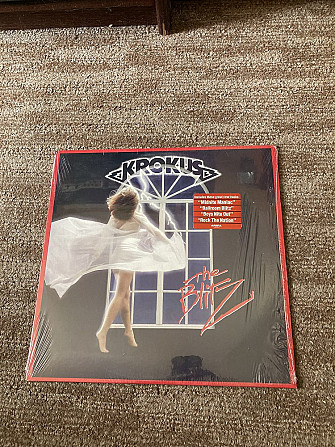 KROKUS
"Midnite Maniac"
"Ballroom Blitz"
"Boys Nite Out"
"Rock The Nation"
The
Blitz